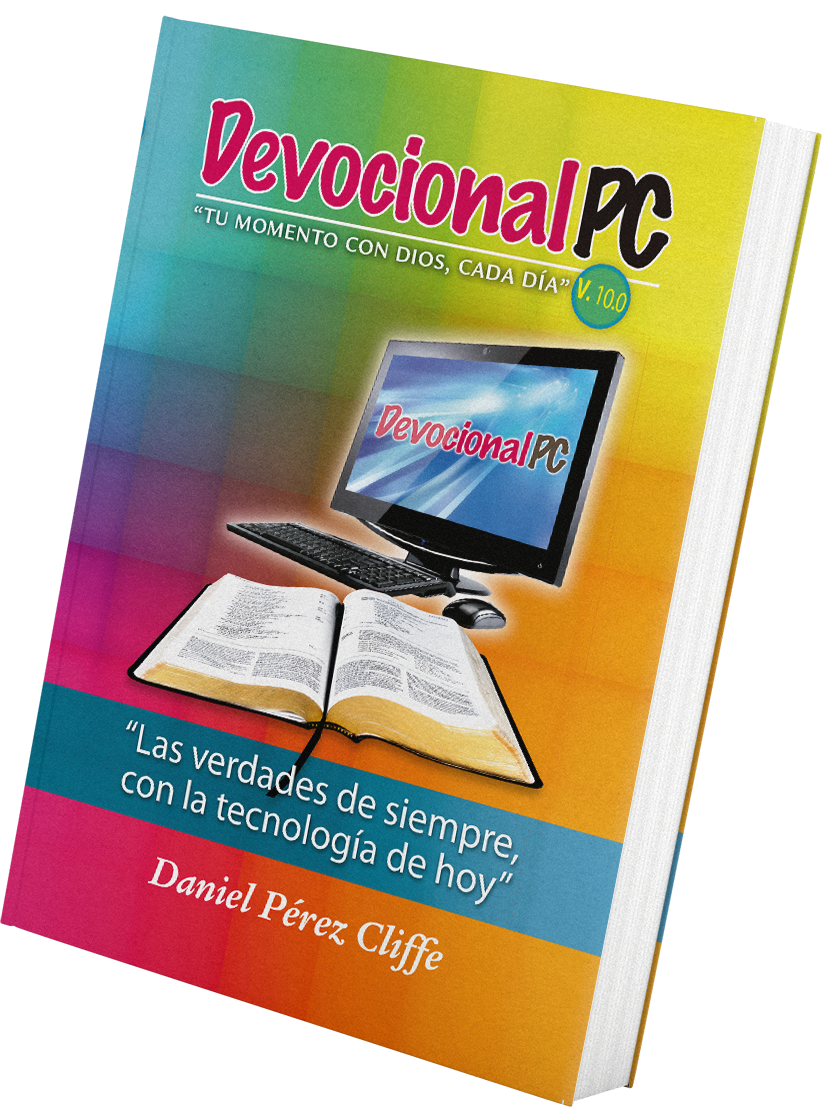 DevocionalPC
“TU MOMENTO CON DIOS, CADA DÍA”
V. 10.0
DevocionalPC
“Las verdades de siempre,
con la tecnología de hoy”
Daniel Pérez Cliffe